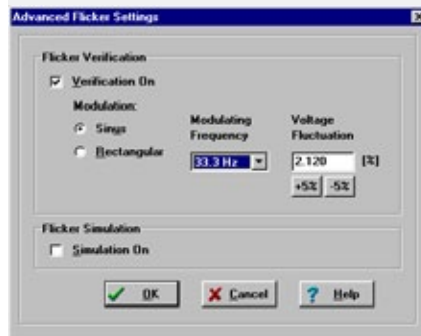 Advanced Flicker Settings
Flicker Verification
Verification On
Modulation:
Sinus
Rectangular
Modulating
Frequency
33.3 Hz
Voltage
Fluctuation
2.120 [%]
+5% -5%
Flicker Simulation
Simulation On
OK Cancel Help